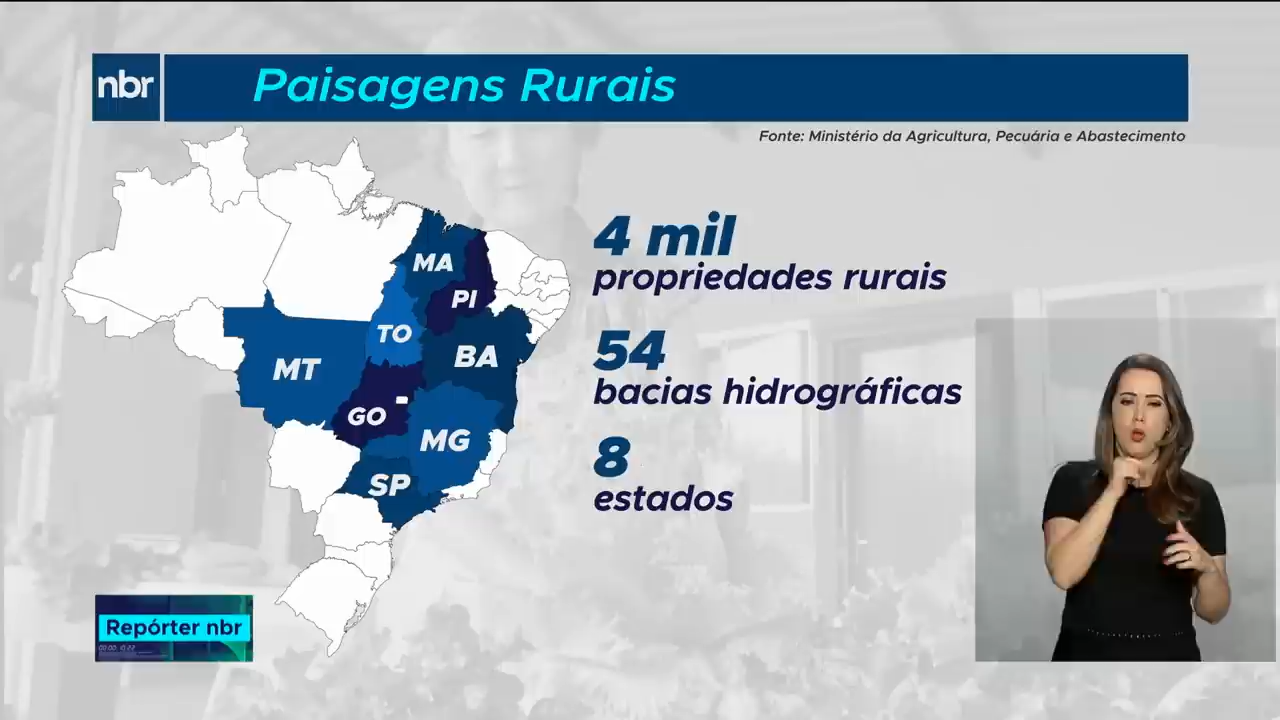 nbr
Paisagens Rurais
Fonte: Ministério da Agricultura, Pecuária e Abastecimento
4 mil
propriedades rurais
54
bacias hidrográficas
8
estados
MA
PI
TO
BA
MT
GO
MG
SP
Repórter nbr